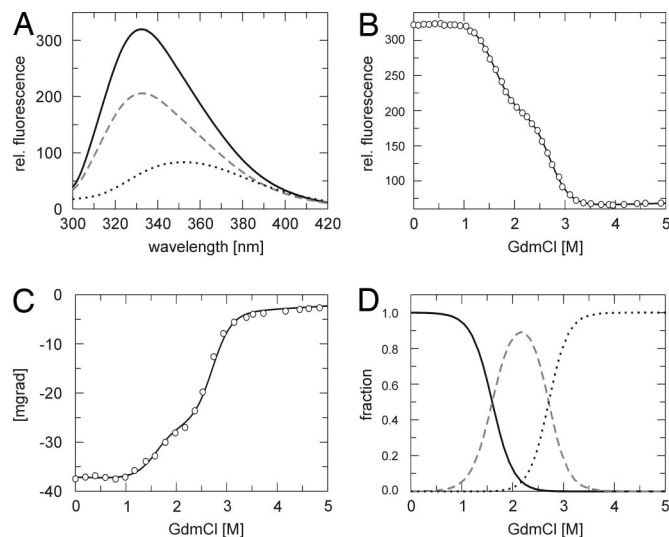 A
300
200
100
0
rel. fluorescence
300 320 340 360 380 400 420
wavelength [nm]
B
300
250
200
150
100
rel. fluorescence
0 1 2 3 4 5
GdmCl [M]
C
0
-10
-20
-30
-40
[mgrad]
0 1 2 3 4 5
GdmCl [M]
D
1.0
0.8
0.6
0.4
0.2
0.0
fraction
0 1 2 3 4 5
GdmCl [M]